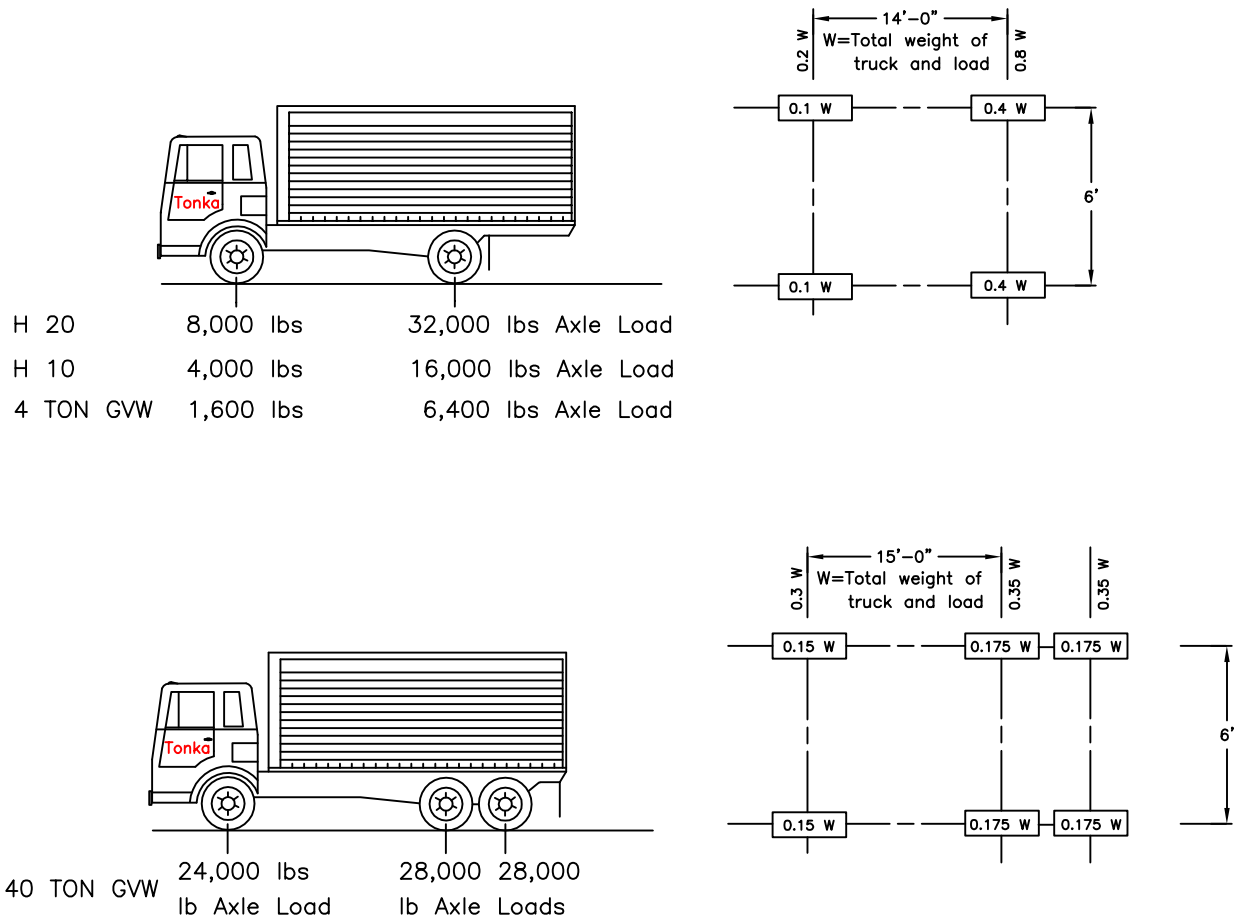 14'-0"
W=Total weight of
truck and load
0.2 W
0.8 W
0.1 W
0.4 W
Tonka
6'
0.1 W
0.4 W
H 20 8,000 lbs 32,000 lbs Axle Load
H 10 4,000 lbs 16,000 lbs Axle Load
4 TON GVW 1,600 lbs 6,400 lbs Axle Load
15'-0"
W=Total weight of
truck and load
0.3 W
0.35 W
0.35 W
0.15 W
0.175 W
0.175 W
Tonka
6'
0.15 W
0.175 W
0.175 W
40 TON GVW
24,000 lbs
lb Axle Load
28,000 28,000
lb Axle Loads